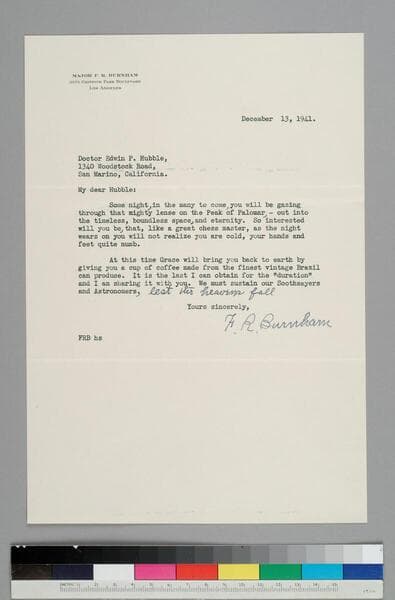 MAJOR F. R. BURNHAM
GRIFFITH PARK BOULEVARD
LOS ANGELES
December 13, 1941.
Doctor Edwin P. Hubble,
1340 Woodstock Road,
San Marino, California.
My dear Hubble:
Some night, in the many to come, you will be gazing
through that mighty lense on the Peak of Palomar - out into
the timeless, boundless space, and eternity. So interested
will you be, that, like a great chess master, as the night
wears on you will not realize you are cold, your hands and
feet quite numb.
At this time Grace will bring you back to earth by
giving you a cup of coffee made from the finest vintage Brazil
can produce. It is the last I can obtain for the "duration"
and I am sharing it with you. We must sustain our Soothsayers
and Astronomers, lest the heavens fall
Yours sincerely,
F. R. Burnham
FRB hs